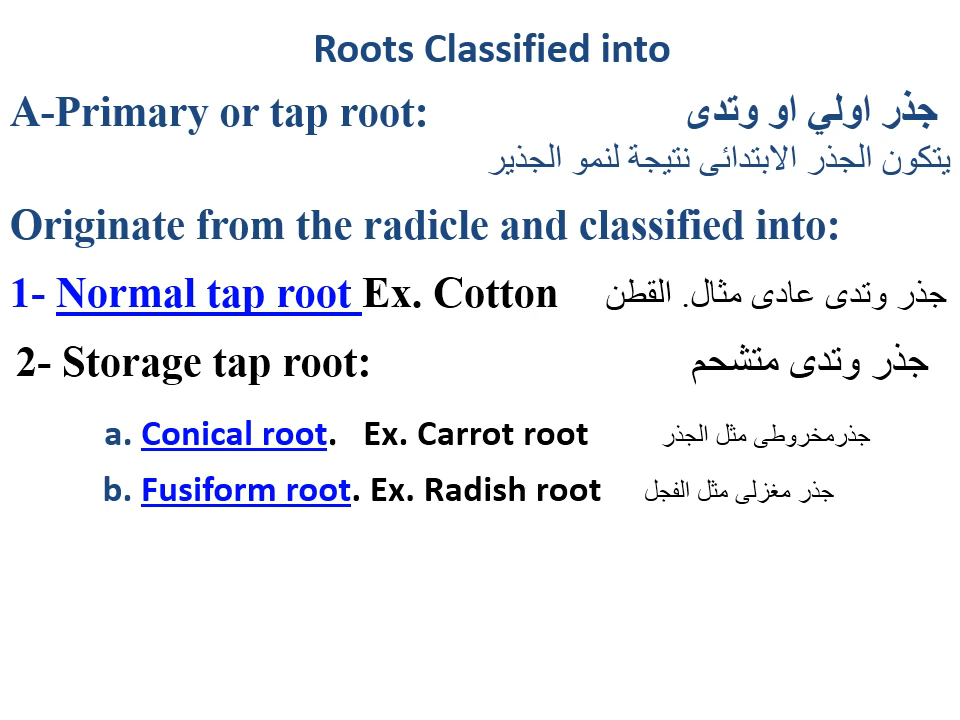 Roots Classified into
A-Primary or tap root: جذر اولي او وتدى
يتكون الجذر الابتدائى نتيجة لنمو الجذير
Originate from the radicle and classified into:
1- Normal tap root Ex. Cotton جذر وتدى عادى مثال. القطن
2- Storage tap root: جذر وتدى متشحم
a. Conical root. Ex. Carrot root جذرمخروطى مثل الجذر
b. Fusiform root. Ex. Radish root جذر مغزلى مثل الفجل